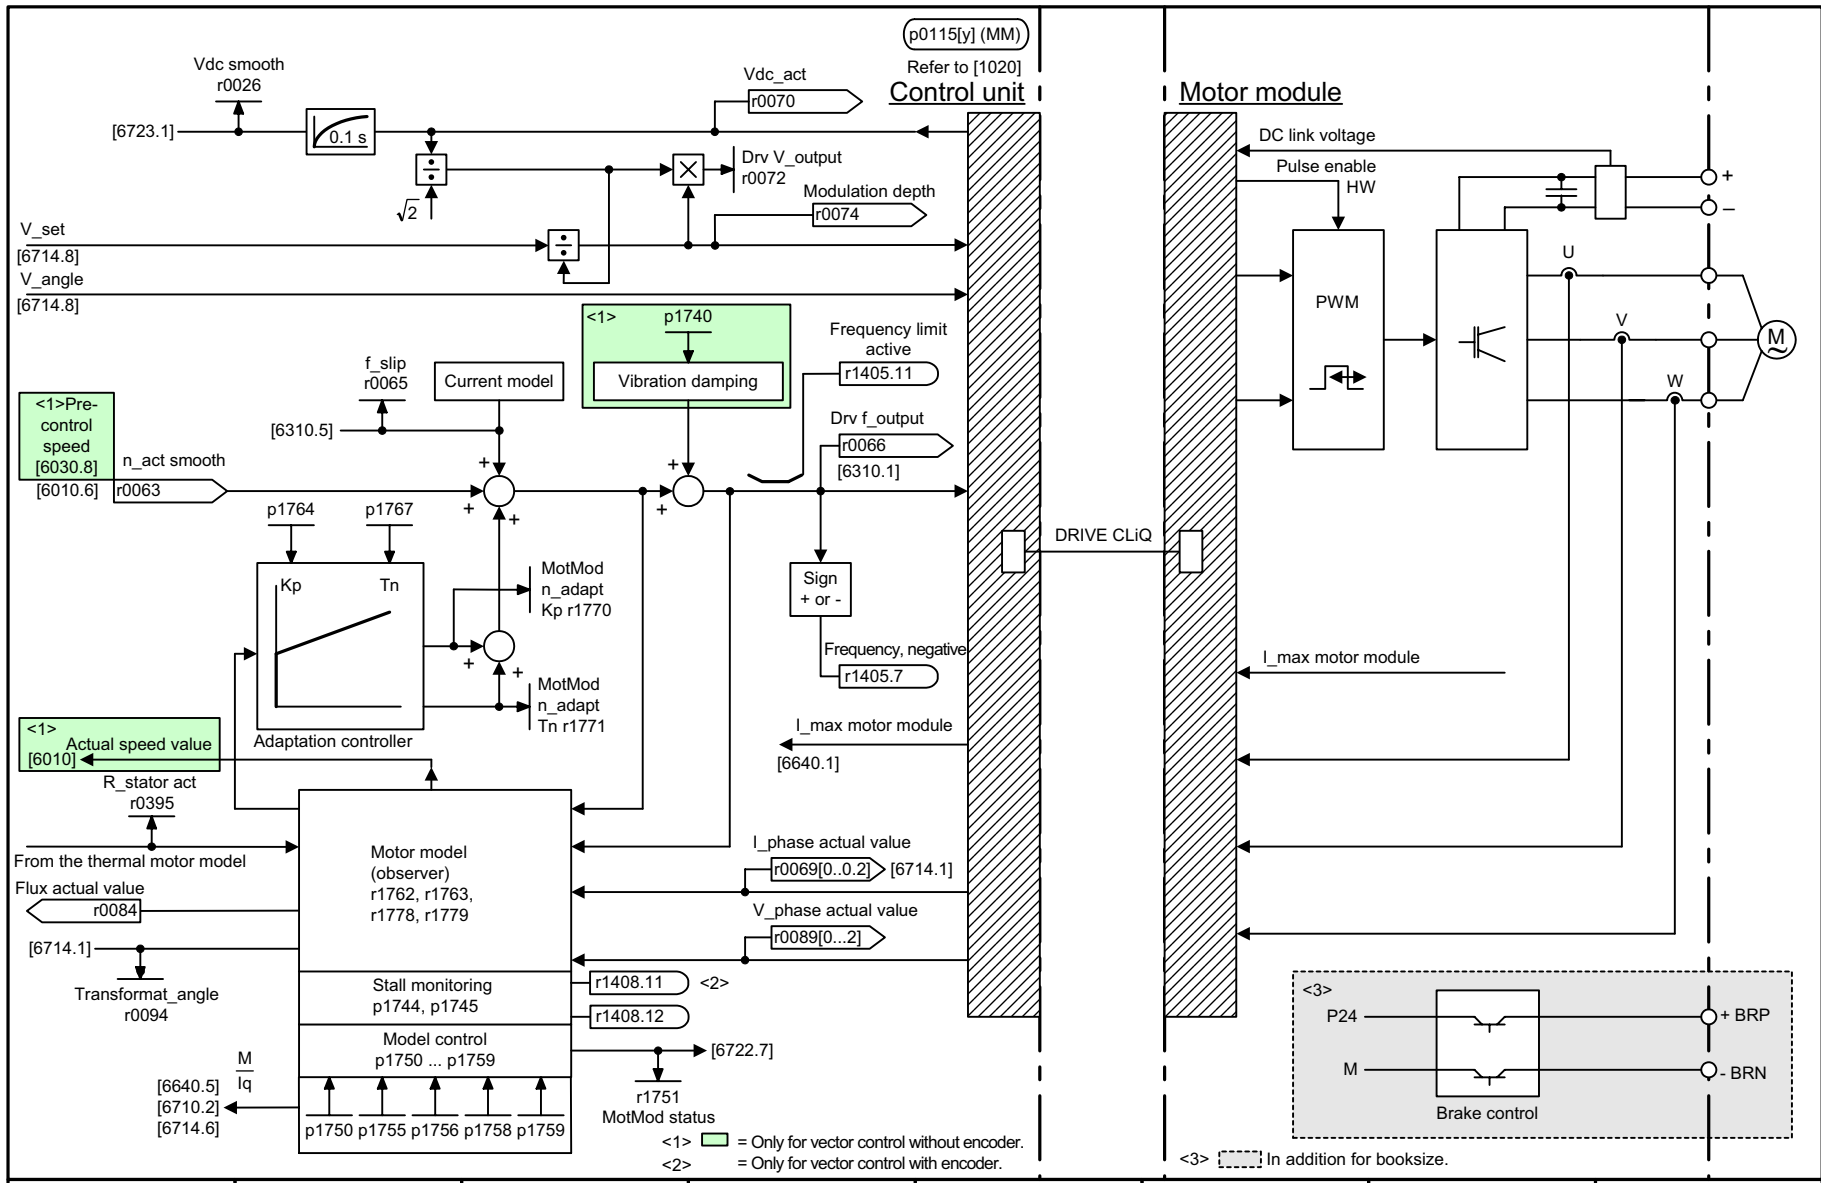 p0115[y] (MM)
Refer to [1020]
Control unit
Motor module
Vdc smooth
r0026
[6723.1]
0.1 s
Vdc_act
r0070
÷
√2
×
Drv V_output
r0072
Modulation depth
r0074
V_set
[6714.8]
÷
V_angle
[6714.8]
DC link voltage
Pulse enable
HW
+
–
PWM
U
V
W
M
~
<1>
p1740
Vibration damping
Frequency limit
active
r1405.11
f_slip
r0065
Current model
[6310.5]
Drv f_output
r0066
[6310.1]
<1>Pre-
control
speed
[6030.8]
[6010.6]
n_act smooth
r0063
+
+
+
+
+
p1764
p1767
Kp
Tn
MotMod
n_adapt
Kp r1770
+
+
MotMod
n_adapt
Tn r1771
Adaptation controller
Sign
+ or -
Frequency, negative
r1405.7
DRIVE CLiQ
I_max motor module
I_max motor module
[6640.1]
<1>
Actual speed value
[6010]
R_stator act
r0395
From the thermal motor model
Flux actual value
r0084
[6714.1]
Transformat_angle
r0094
Motor model
(observer)
r1762, r1763,
r1778, r1779
I_phase actual value
r0069[0..0.2]
[6714.1]
V_phase actual value
r0089[0...2]
Stall monitoring
p1744, p1745
r1408.11
<2>
r1408.12
Model control
p1750 ... p1759
[6722.7]
r1751
MotMod status
M
Iq
[6640.5]
[6710.2]
[6714.6]
p1750 p1755 p1756 p1758 p1759
<1> = Only for vector control without encoder.
<2> = Only for vector control with encoder.
<3>
P24
+ BRP
M
- BRN
Brake control
<3> In addition for booksize.